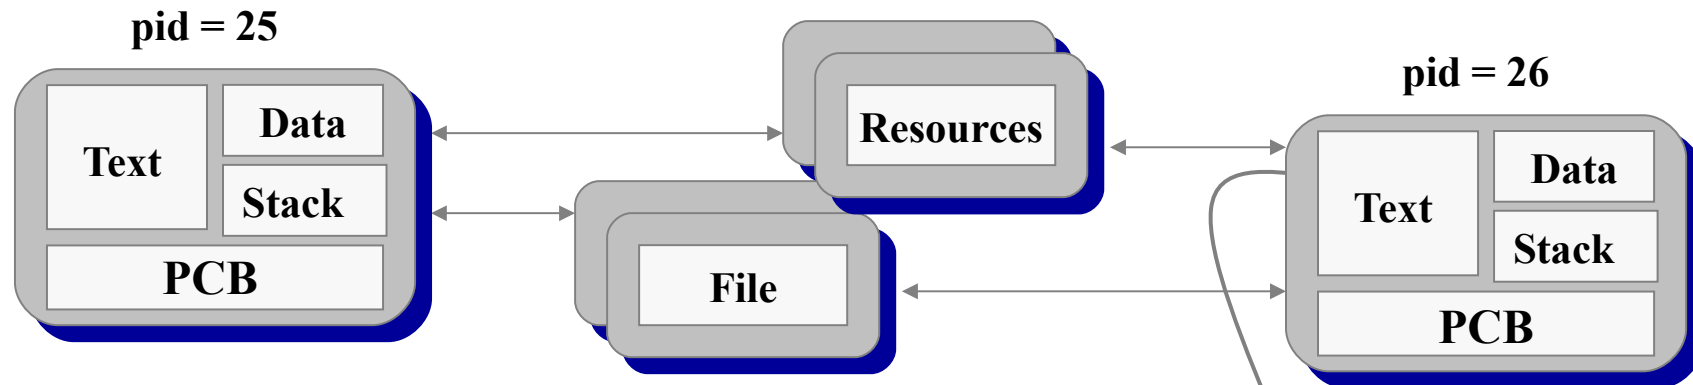 pid = 25
Text
Data
Stack
PCB
Resources
File
pid = 26
Text
Data
Stack
PCB